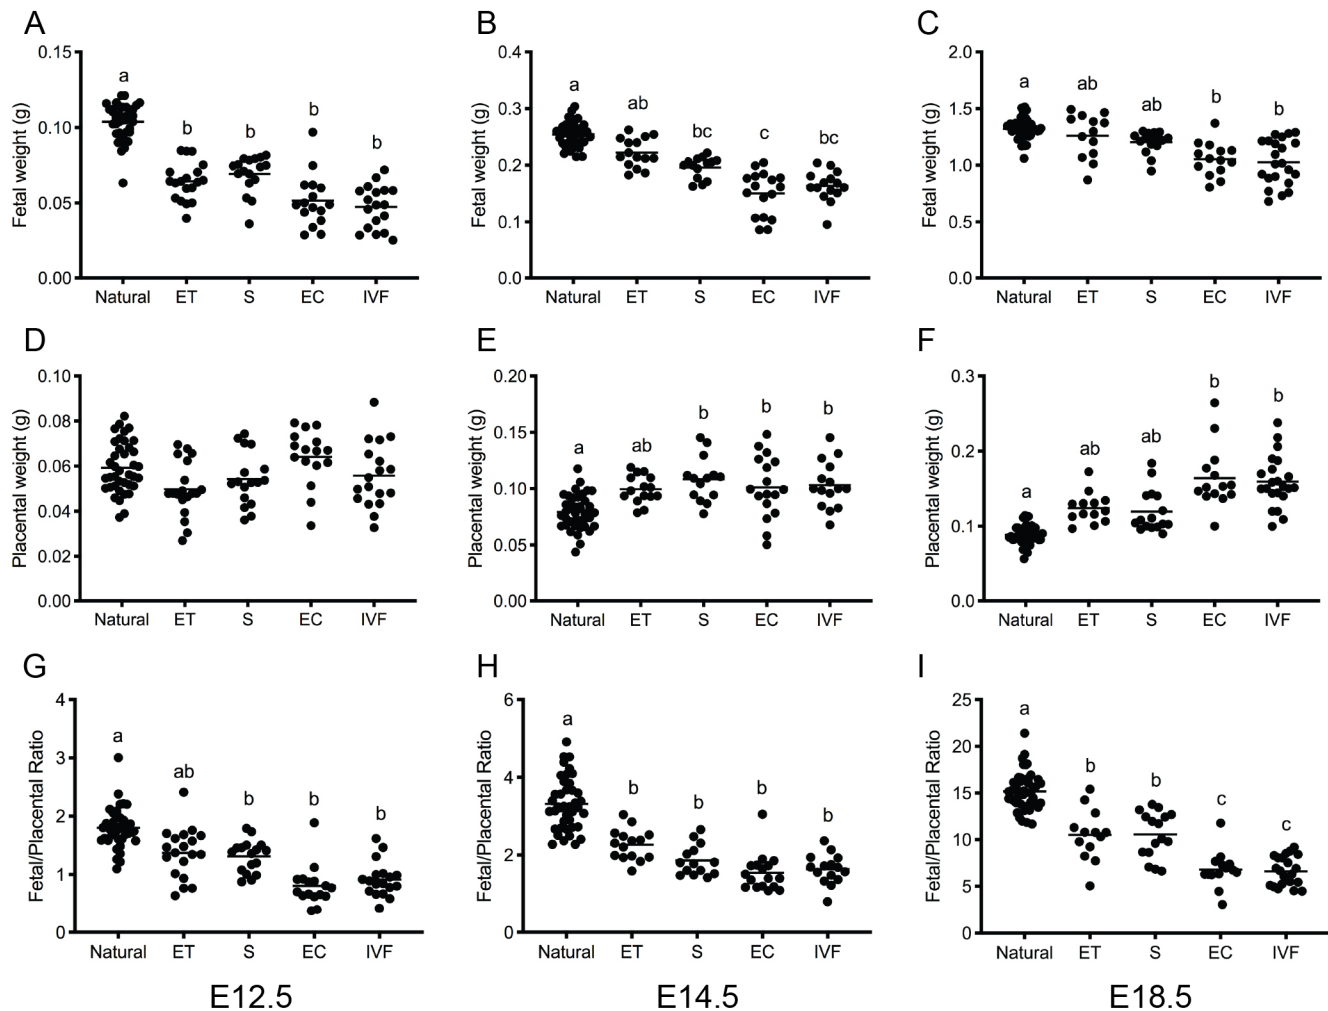 A
Fetal weight (g)
0.15
0.10
0.05
0.00
a
b
b
b
b
Natural ET S EC IVF
B
Fetal weight (g)
0.4
0.3
0.2
0.1
0.0
a
ab
bc
c
bc
Natural ET S EC IVF
C
Fetal weight (g)
2.0
1.5
1.0
0.5
0.0
a
ab
ab
b
b
Natural ET S EC IVF
D
Placental weight (g)
0.10
0.08
0.06
0.04
0.02
0.00
Natural ET S EC IVF
E
Placental weight (g)
0.20
0.15
0.10
0.05
0.00
a
ab
b
b
b
Natural ET S EC IVF
F
Placental weight (g)
0.3
0.2
0.1
0.0
a
ab
ab
b
b
Natural ET S EC IVF
G
Fetal/Placental Ratio
4
3
2
1
0
a
ab
b
b
b
Natural ET S EC IVF
H
Fetal/Placental Ratio
6
4
2
0
a
b
b
b
b
Natural ET S EC IVF
I
Fetal/Placental Ratio
25
20
15
10
5
0
a
b
b
c
c
Natural ET S EC IVF
E12.5
E14.5
E18.5